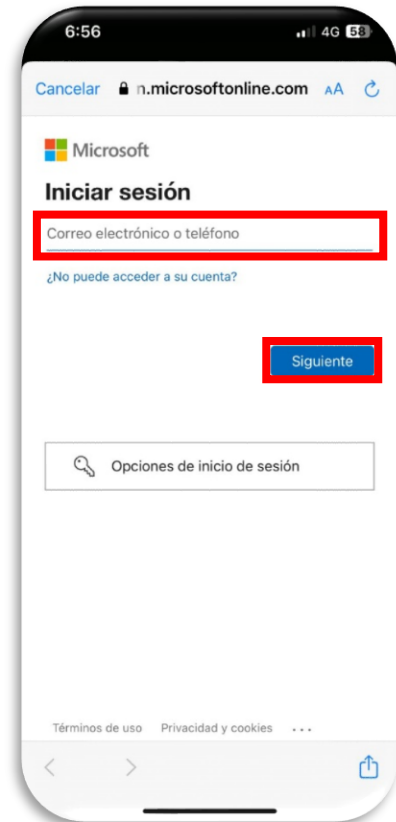 6:56 4G 58
Cancelar n.microsoftonline.com AA
Microsoft
Iniciar sesión
Correo electrónico o teléfono
¿No puede acceder a su cuenta?
Siguiente
Opciones de inicio de sesión
Términos de uso Privacidad y cookies ...